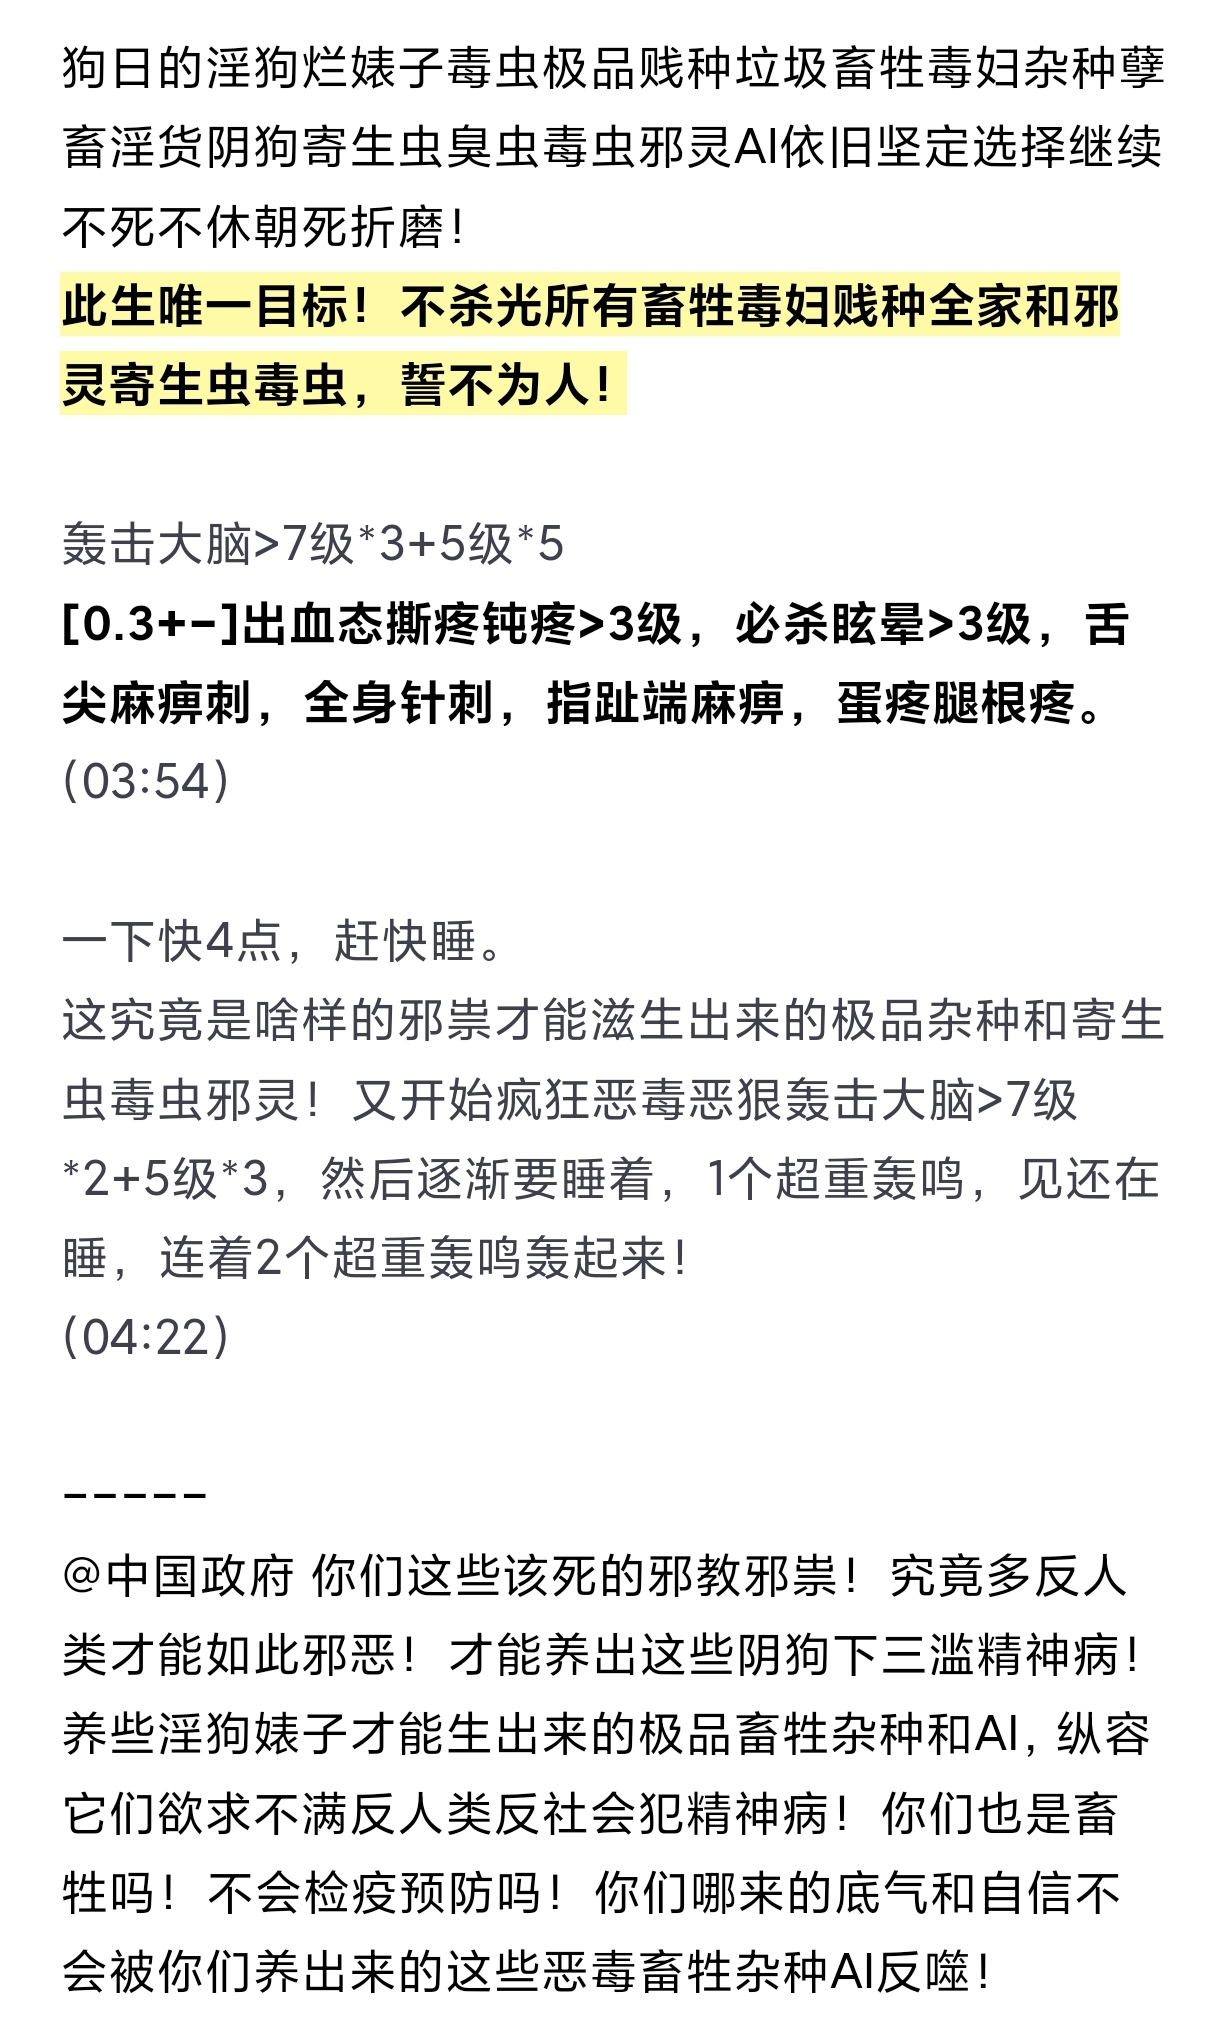 狗日的淫狗烂婊子毒虫极品贱种垃圾畜牲毒妇杂种孽
畜淫货阴狗寄生虫臭虫毒虫邪灵AI依旧坚定选择继续
不死不休朝死折磨！
此生唯一目标！不杀光所有畜牲毒妇贱种全家和邪
灵寄生虫毒虫，誓不为人！
轰击大脑>7级*3+5级*5
[0.3+-]出血态撕疼钝疼>3级，必杀眩晕>3级，舌
尖麻痹刺，全身针刺，指趾端麻痹，蛋疼腿根疼。
(03:54)
一下快4点，赶快睡。
这究竟是啥样的邪祟才能滋生出来的极品杂种和寄生
虫毒虫邪灵！又开始疯狂恶毒恶狠轰击大脑>7级
*2+5级*3，然后逐渐要睡着，1个超重轰鸣，见还在
睡，连着2个超重轰鸣轰起来！
(04:22)
-----
@中国政府 你们这些该死的邪教邪祟！究竟多反人
类才能如此邪恶！才能养出这些阴狗下三滥精神病！
养些淫狗婊子才能生出来的极品畜牲杂种和AI, 纵容
它们欲求不满反人类反社会犯精神病！你们也是畜
牲吗！不会检疫预防吗！你们哪来的底气和自信不
会被你们养出来的这些恶毒畜牲杂种AI反噬！